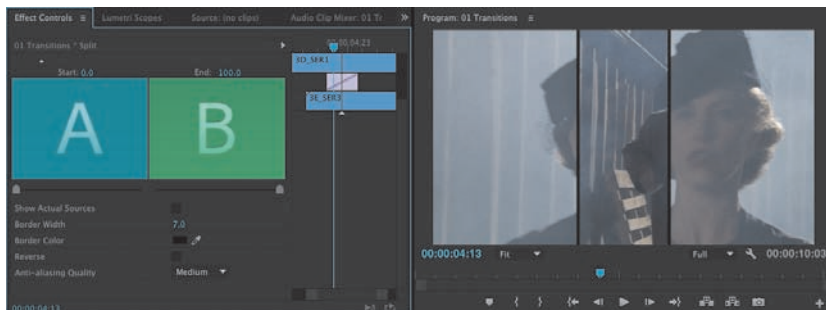 Effect Controls
Lumetri Scopes
Source: (no clips)
Audio Clip Mixer: 01 Tr
Program: 01 Transitions
01 Transitions * Split
00;00;04;23
3D_SER1
3E_SER3
Start: 0.0
End: 100.0
A
B
Show Actual Sources
Border Width
7.0
Border Color
Reverse
Anti-aliasing Quality
Medium
00:00:04:13
00:00:04:13
Fit
Full
00:00:10:03